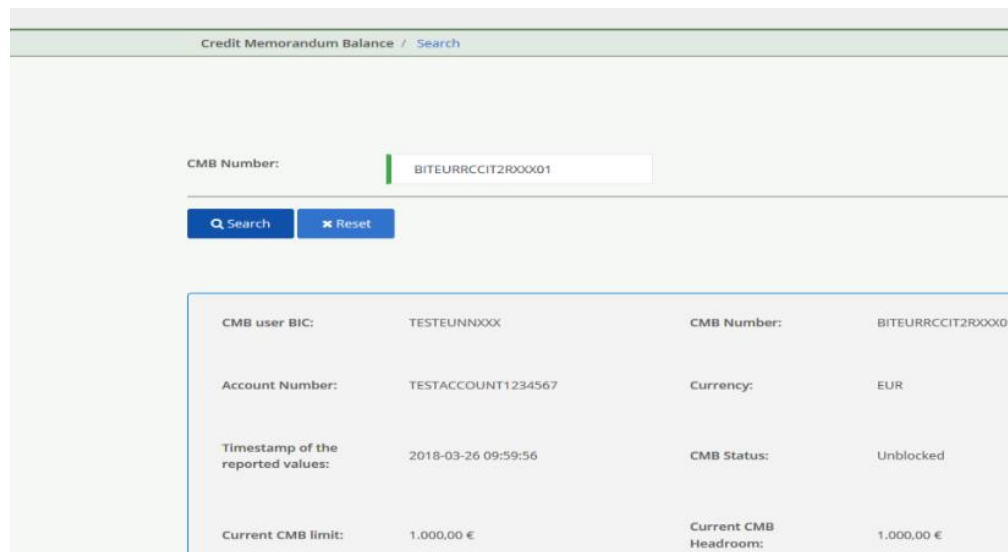 Credit Memorandum Balance / Search
CMB Number: BITEURRCCIT2RXXX01
Search Reset
CMB user BIC: TESTEUNNXXX CMB Number: BITEURRCCIT2RXXX0
Account Number: TESTACCOUNT1234567 Currency: EUR
Timestamp of the
reported values: 2018-03-26 09:59:56 CMB Status: Unblocked
Current CMB limit: 1.000,00 € Current CMB
Headroom: 1.000,00 €